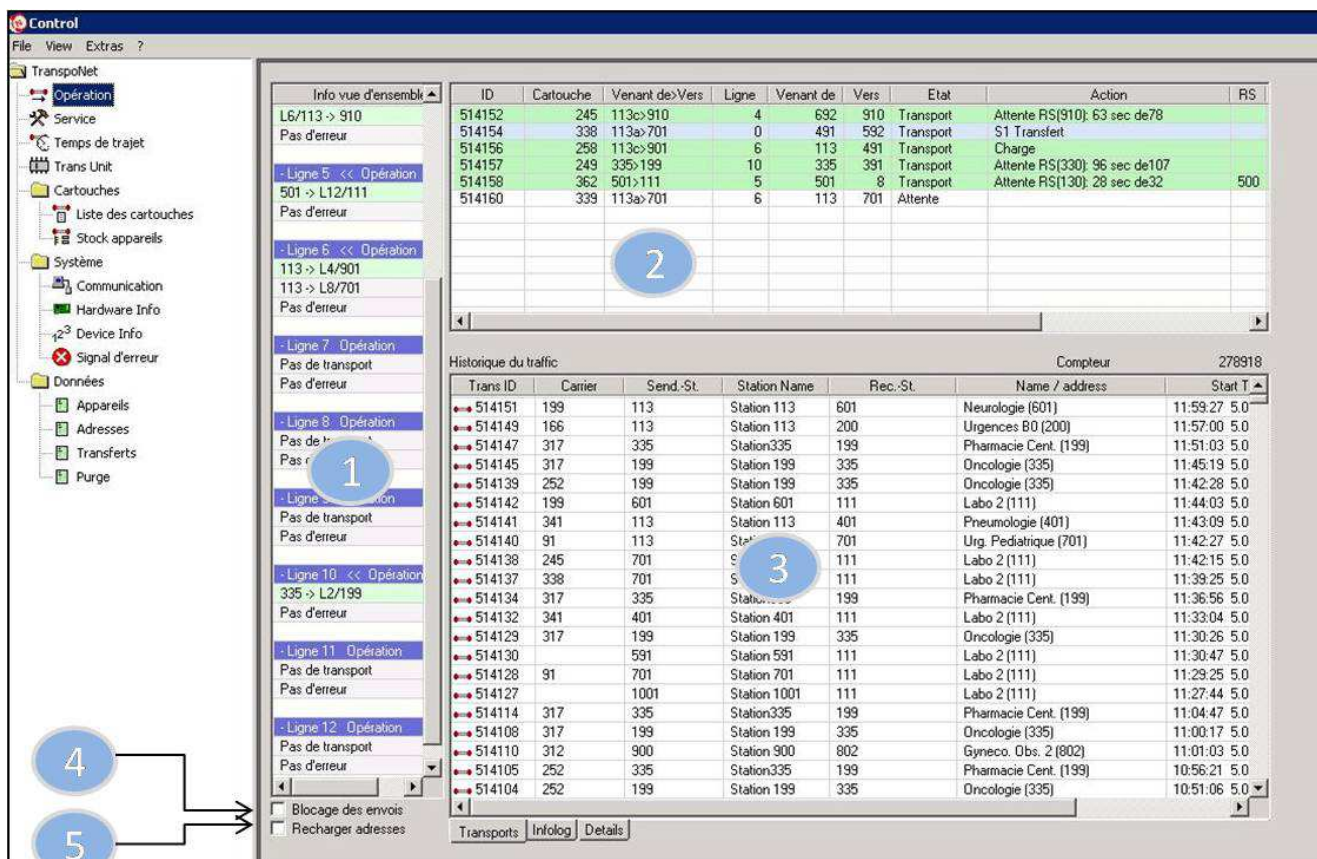 Control
File View Extras ?
TranspoNet
Opération
Service
Temps de trajet
Trans Unit
Cartouches
Liste des cartouches
Stock appareils
Système
Communication
Hardware Info
Device Info
Signal d'erreur
Données
Appareils
Adresses
Transferts
Purge
Info vue d'ensemble
L6/113 -> 910
Pas d'erreur
- Ligne 5 << Opération
501 -> L12/111
Pas d'erreur
- Ligne 6 << Opération
113 -> L4/901
113 -> L8/701
Pas d'erreur
- Ligne 7 Opération
Pas de transport
Pas d'erreur
- Ligne 8 Opération
Pas de transport
Pas
1
- Ligne
Pas de transport
Pas d'erreur
- Ligne 10 << Opération
335 -> L2/199
Pas d'erreur
- Ligne 11 Opération
Pas de transport
Pas d'erreur
- Ligne 12 Opération
Pas de transport
Pas d'erreur
4
Blocage des envois
5
Recharger adresses
ID Cartouche Venant de>Vers Ligne Venant de Vers Etat Action RS
514152 245 113c>910 4 692 910 Transport Attente RS(910): 63 sec de78
514154 338 113a>701 0 491 592 Transport S1 Transfert
514156 258 113c>901 6 113 491 Transport Charge
514157 249 335>199 10 335 391 Transport Attente RS(330): 96 sec de107
514158 362 501>111 5 501 8 Transport Attente RS(130): 28 sec de32 500
514160 339 113a>701 6 113 701 Attente
2
Historique du traffic Compteur 278918
Trans ID Carrier Send.-St. Station Name Rec.-St. Name / address Start T
514151 199 113 Station 113 601 Neurologie (601) 11:59:27 5.0
514149 166 113 Station 113 200 Urgences B0 (200) 11:57:00 5.0
514147 317 335 Station335 199 Pharmacie Cent. (199) 11:51:03 5.0
514145 317 199 Station 199 335 Oncologie (335) 11:45:19 5.0
514139 252 199 Station 199 335 Oncologie (335) 11:42:28 5.0
514142 199 601 Station 601 111 Labo 2 (111) 11:44:03 5.0
514141 341 113 Station 113 401 Pneumologie (401) 11:43:09 5.0
514140 91 113 701 Urg. Pediatrique (701) 11:42:27 5.0
514138 245 701 111 Labo 2 (111) 11:42:15 5.0
3
514137 338 701 111 Labo 2 (111) 11:39:25 5.0
514134 317 335 199 Pharmacie Cent. (199) 11:36:56 5.0
514132 341 401 Station 401 111 Labo 2 (111) 11:33:04 5.0
514129 317 199 Station 199 335 Oncologie (335) 11:30:26 5.0
514130 591 Station 591 111 Labo 2 (111) 11:30:47 5.0
514128 91 701 Station 701 111 Labo 2 (111) 11:29:25 5.0
514127 1001 Station 1001 111 Labo 2 (111) 11:27:44 5.0
514114 317 335 Station335 199 Pharmacie Cent. (199) 11:04:47 5.0
514108 317 199 Station 199 335 Oncologie (335) 11:00:17 5.0
514110 312 900 Station 900 802 Gyneco. Obs. 2 (802) 11:01:03 5.0
514105 252 335 Station335 199 Pharmacie Cent. (199) 10:56:21 5.0
514104 252 199 Station 199 335 Oncologie (335) 10:51:06 5.0
Transports Infolog Details